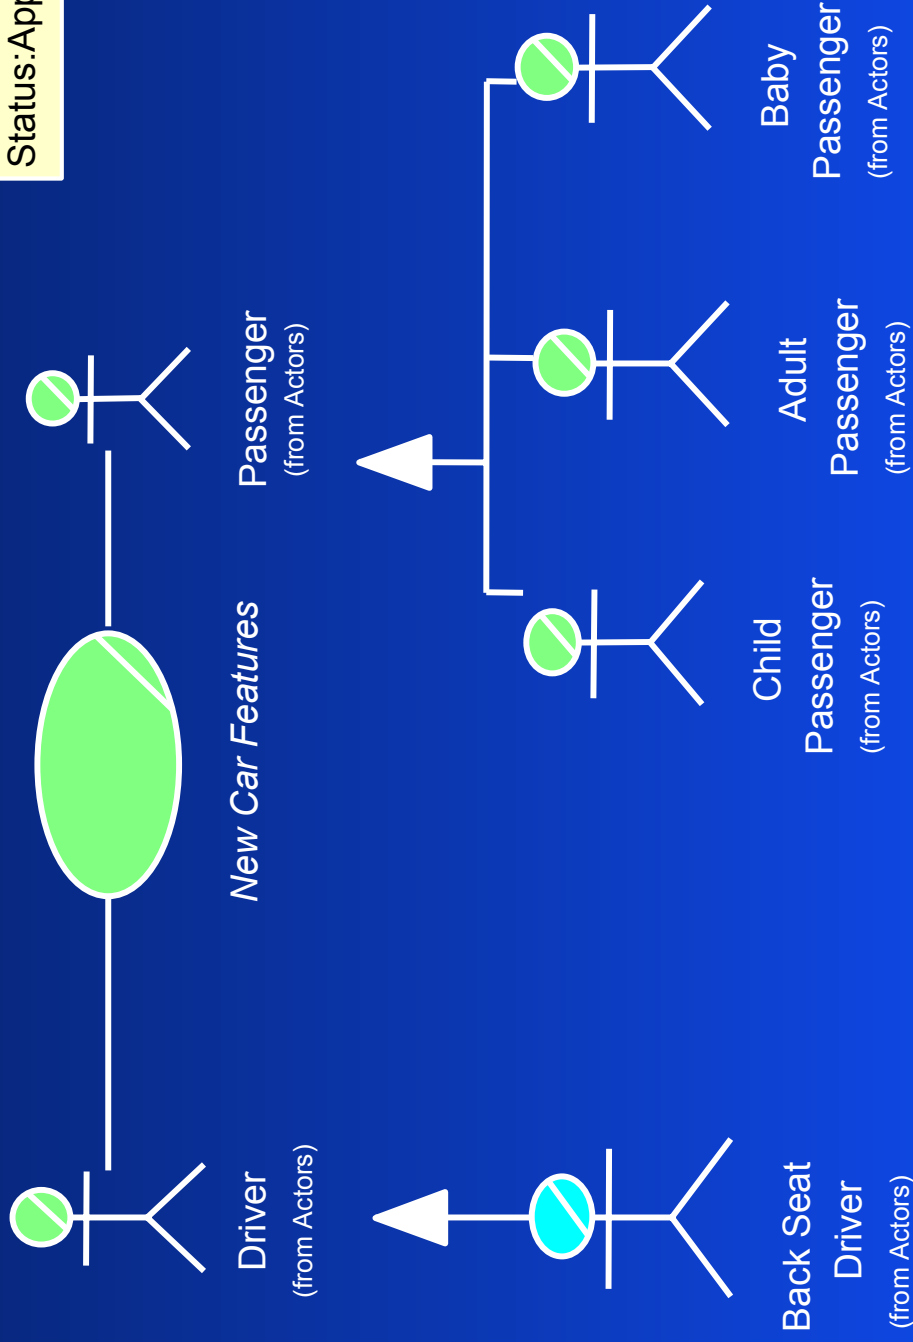 Status:App
Driver
(from Actors)
New Car Features
Passenger
(from Actors)
Back Seat
Driver
(from Actors)
Child
Passenger
(from Actors)
Adult
Passenger
(from Actors)
Baby
Passenger
(from Actors)